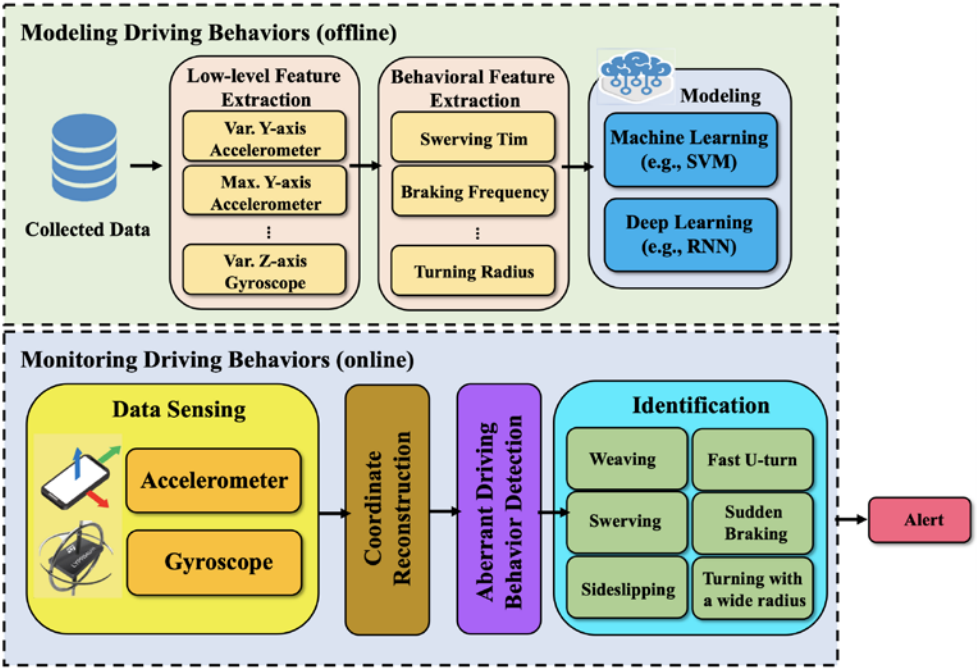 Modeling Driving Behaviors (offline)
Collected Data
Low-level Feature
Extraction
Var. Y-axis
Accelerometer
Max. Y-axis
Accelerometer
...
Var. Z-axis
Gyroscope
Behavioral Feature
Extraction
Swerving Tim
Braking Frequency
...
Turning Radius
Modeling
Machine Learning
(e.g., SVM)
Deep Learning
(e.g., RNN)
Monitoring Driving Behaviors (online)
Data Sensing
Accelerometer
Gyroscope
Coordinate
Reconstruction
Aberrant Driving
Behavior Detection
Identification
Weaving
Fast U-turn
Swerving
Sudden
Braking
Sideslipping
Turning with
a wide radius
Alert